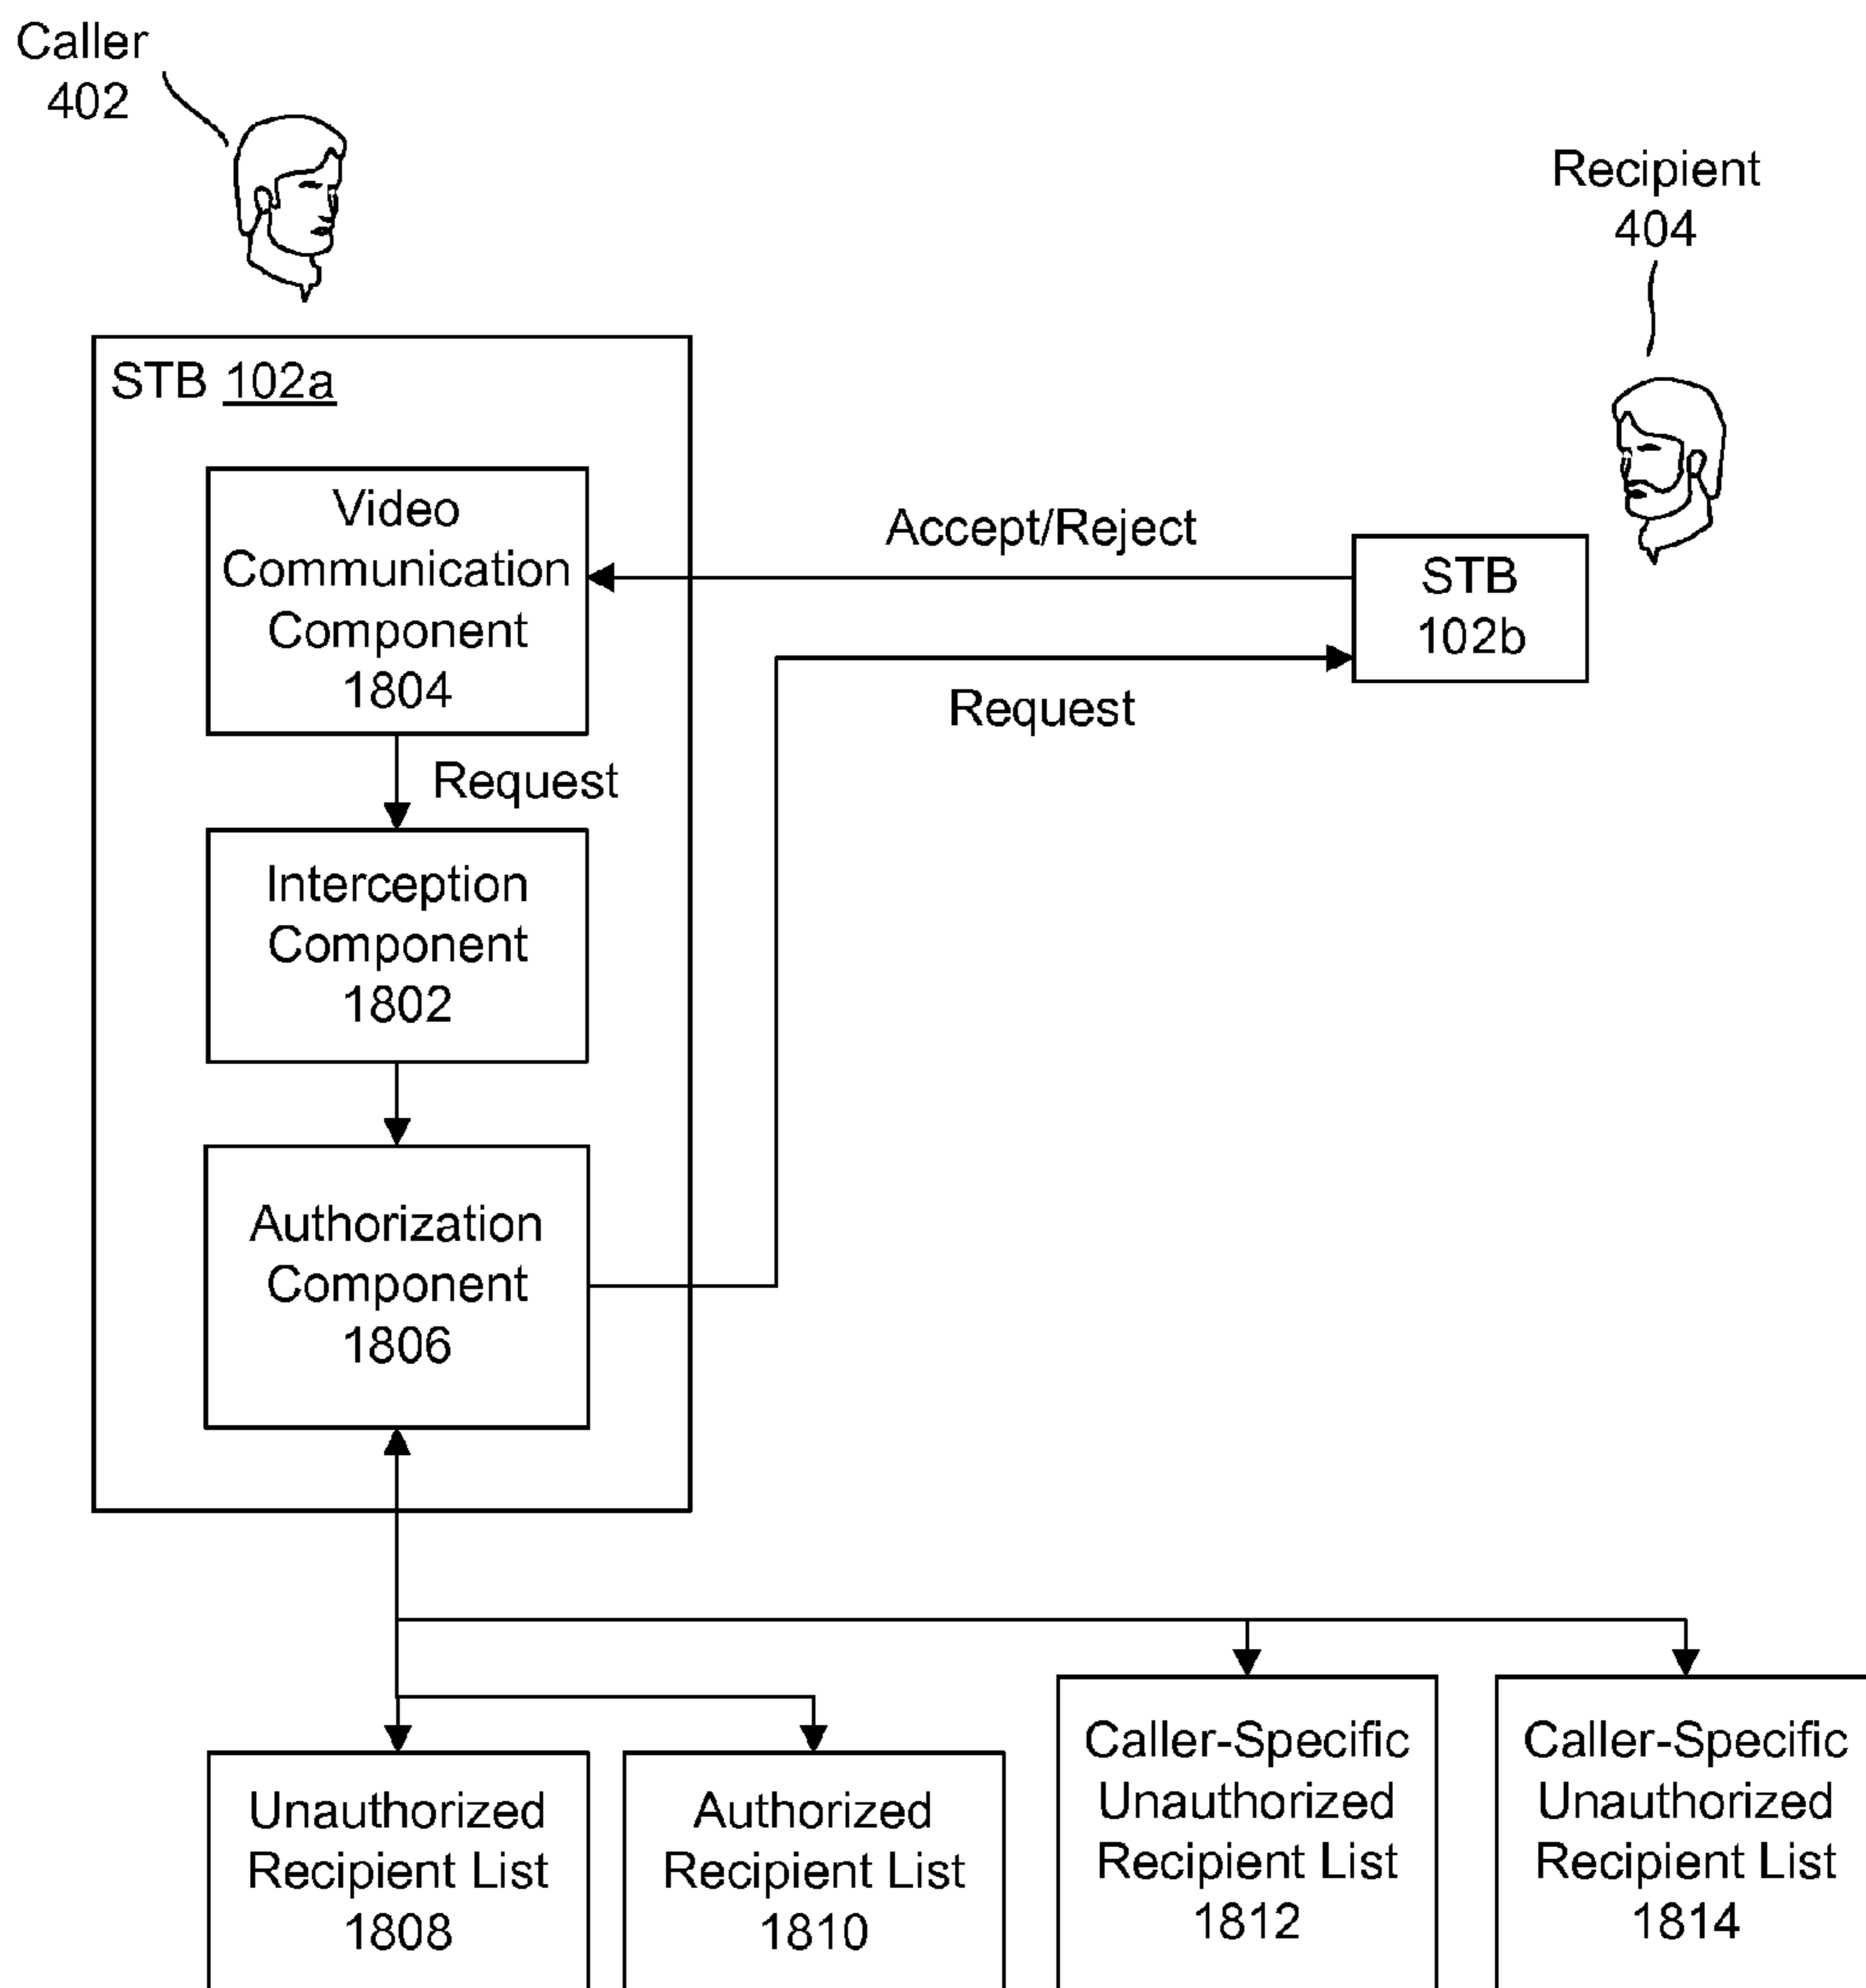 Caller
402
Recipient
404
STB 102a
Video
Communication
Component
1804
Accept/Reject
STB
102b
Request
Request
Interception
Component
1802
Authorization
Component
1806
Unauthorized
Recipient List
1808
Authorized
Recipient List
1810
Caller-Specific
Unauthorized
Recipient List
1812
Caller-Specific
Unauthorized
Recipient List
1814